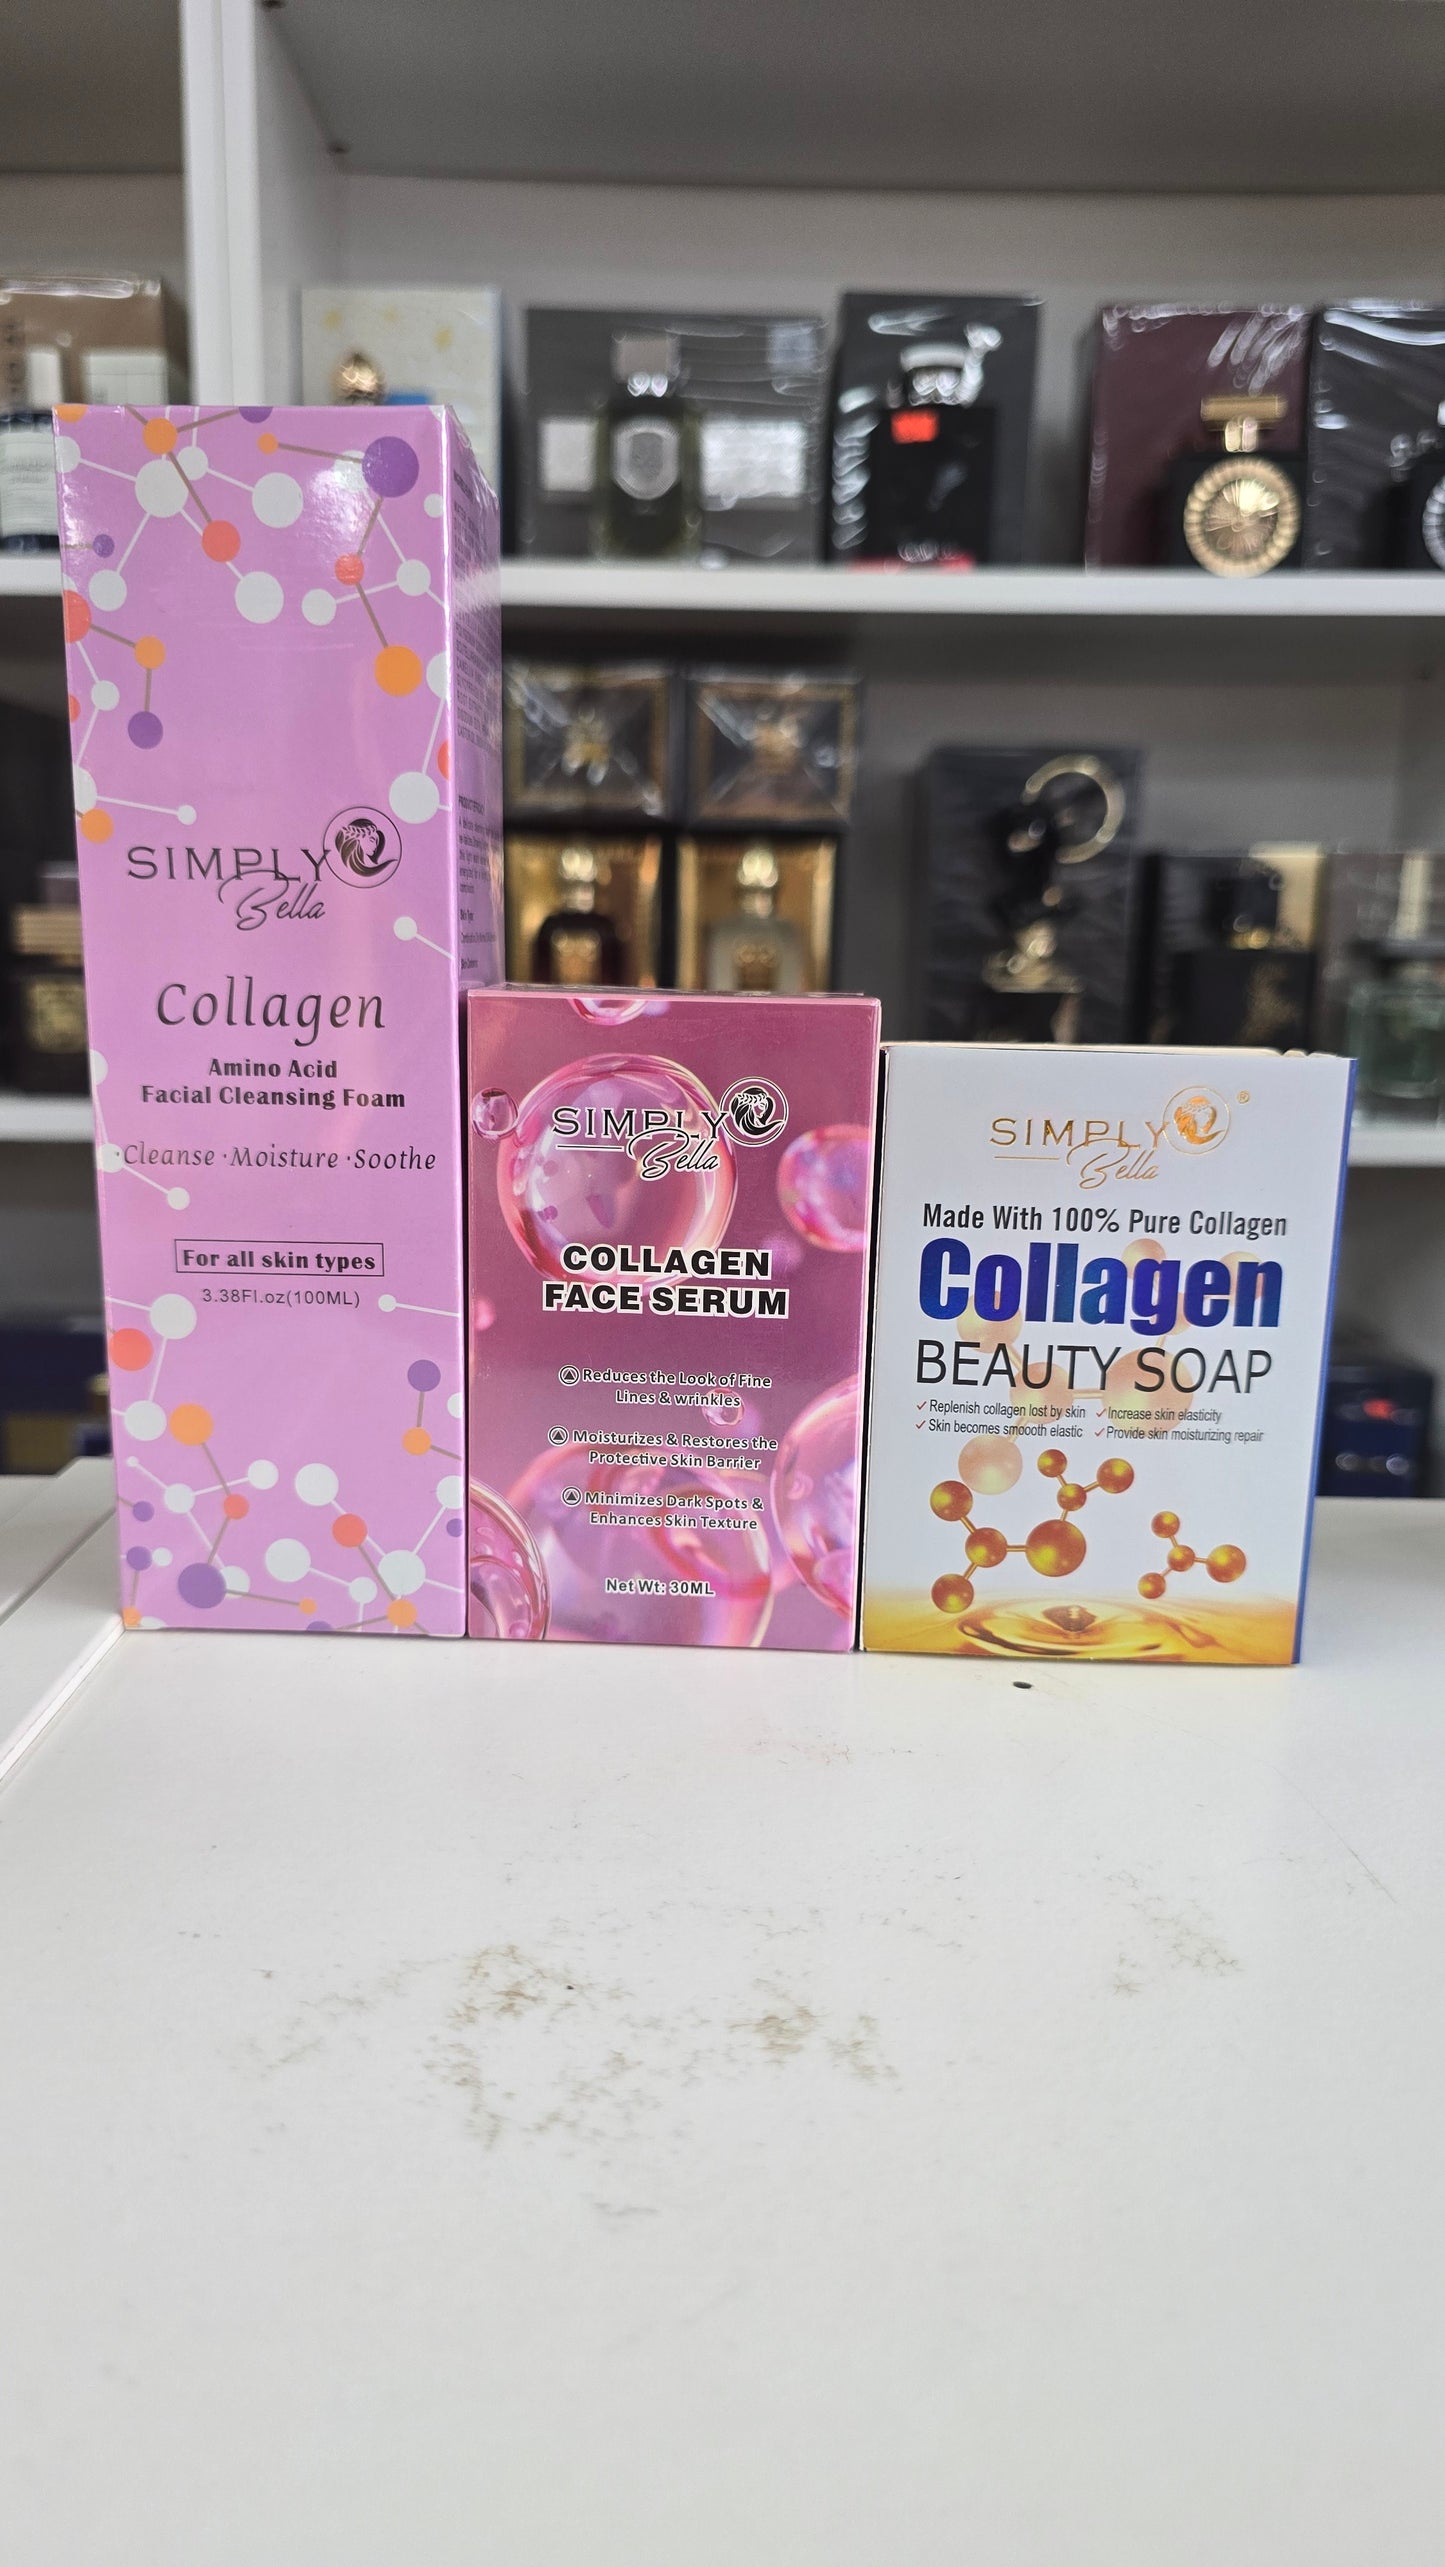 SIMPLY
Bella
Collagen
Amino Acid
Facial Cleansing Foam
·Cleanse ·Moisture ·Soothe
For all skin types
3.38Fl.oz(100ML)
SIMPLY
Bella
COLLAGEN
FACE SERUM
Reduces the Look of Fine
Lines & wrinkles
Moisturizes & Restores the
Protective Skin Barrier
Minimizes Dark Spots &
Enhances Skin Texture
Net Wt: 30ML
SIMPLY ®
Bella
Made With 100% Pure Collagen
Collagen
BEAUTY SOAP
✓Replenish collagen lost by skin ✓Increase skin elasticity
✓Skin becomes smoooth elastic ✓Provide skin moisturizing repair